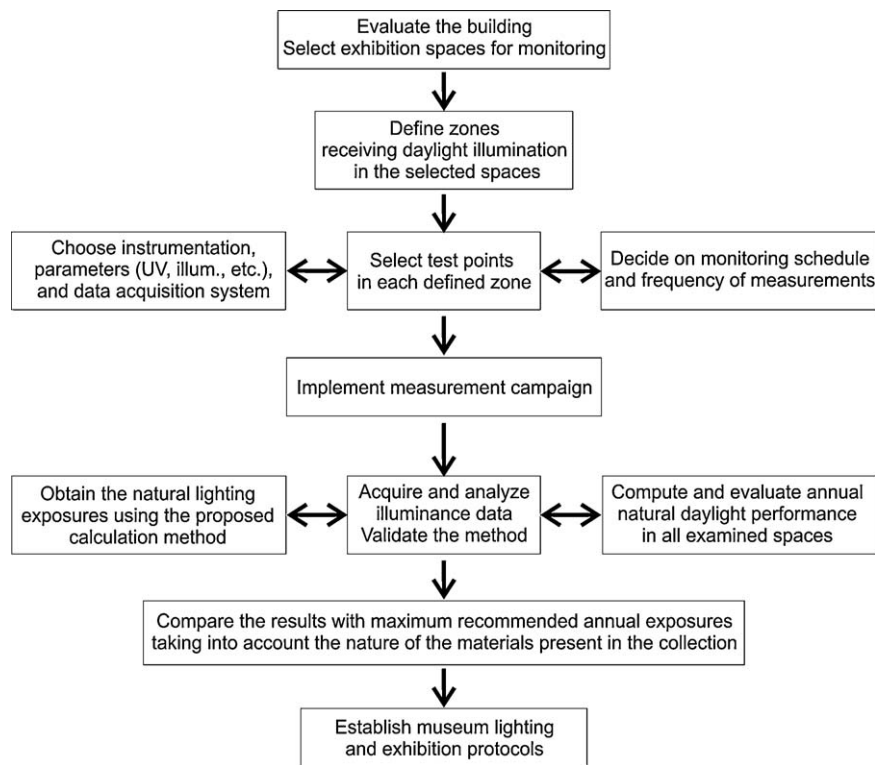 Evaluate the building
Select exhibition spaces for monitoring
Define zones
receiving daylight illumination
in the selected spaces
Choose instrumentation,
parameters (UV, illum., etc.),
and data acquisition system
Select test points
in each defined zone
Decide on monitoring schedule
and frequency of measurements
Implement measurement campaign
Obtain the natural lighting
exposures using the proposed
calculation method
Acquire and analyze
illuminance data
Validate the method
Compute and evaluate annual
natural daylight performance
in all examined spaces
Compare the results with maximum recommended annual exposures
taking into account the nature of the materials present in the collection
Establish museum lighting
and exhibition protocols